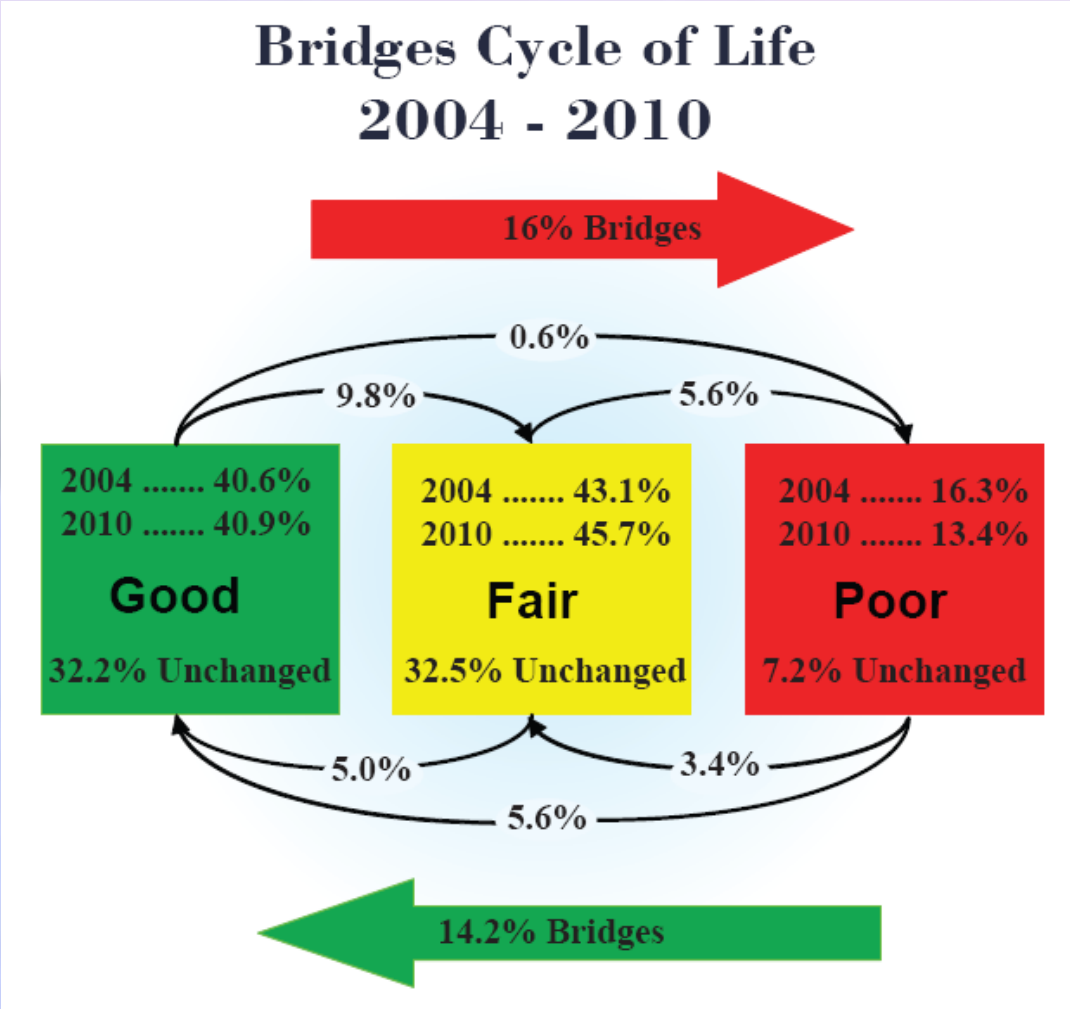 Bridges Cycle of Life
2004 - 2010
16% Bridges
0.6%
9.8%
5.6%
2004 ....... 40.6%
2010 ....... 40.9%
Good
32.2% Unchanged
2004 ....... 43.1%
2010 ....... 45.7%
Fair
32.5% Unchanged
2004 ....... 16.3%
2010 ....... 13.4%
Poor
7.2% Unchanged
5.0%
3.4%
5.6%
14.2% Bridges